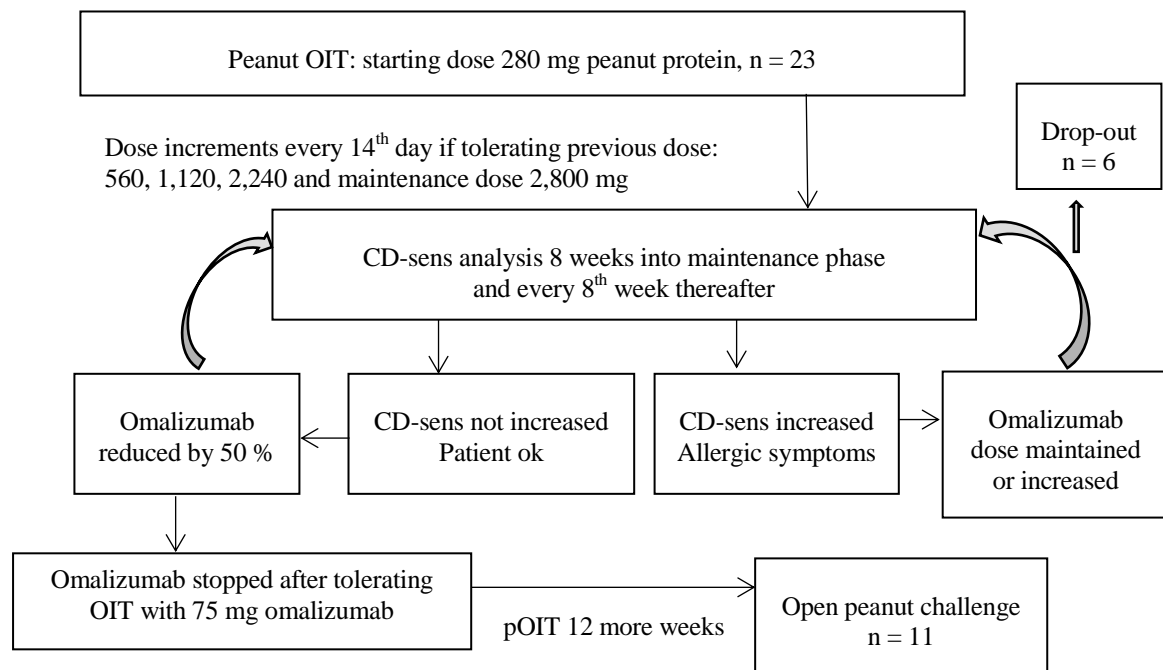 Peanut OIT: starting dose 280 mg peanut protein, n = 23
Drop-out
n = 6
Dose increments every 14th day if tolerating previous dose:
560, 1,120, 2,240 and maintenance dose 2,800 mg
CD-sens analysis 8 weeks into maintenance phase
and every 8th week thereafter
Omalizumab
reduced by 50 %
CD-sens not increased
Patient ok
CD-sens increased
Allergic symptoms
Omalizumab
dose maintained
or increased
Omalizumab stopped after tolerating
OIT with 75 mg omalizumab
pOIT 12 more weeks
Open peanut challenge
n = 11